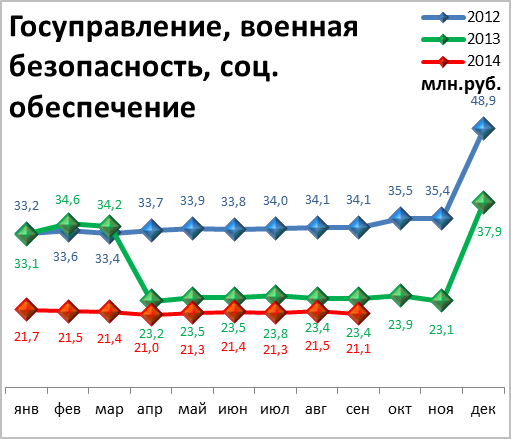 Госуправление, военная
безопасность, соц.
обеспечение
2012
2013
2014
млн.руб.
33,2 33,6 33,4 33,7 33,9 33,8 34,0 34,1 34,1 35,5 35,4 48,9
33,1 34,6 34,2 23,2 23,5 23,5 23,8 23,4 23,4 23,9 23,1 37,9
21,7 21,5 21,4 21,0 21,3 21,4 21,3 21,5 21,1
янв фев мар апр май июн июл авг сен окт ноя дек